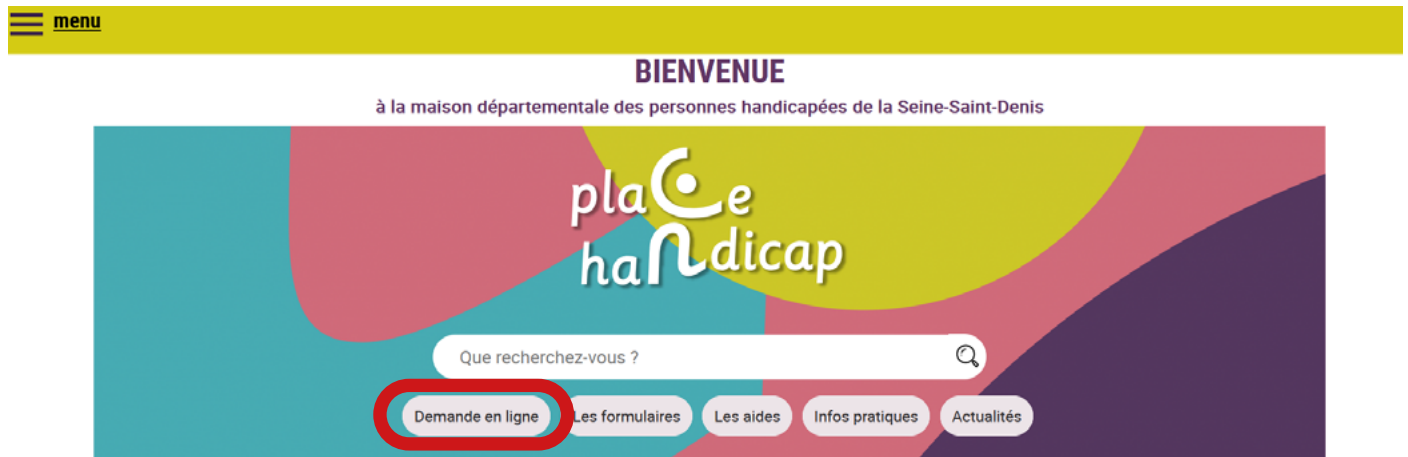 menu
BIENVENUE
à la maison départementale des personnes handicapées de la Seine-Saint-Denis
place
handicap
Que recherchez-vous ?
Demande en ligne Les formulaires Les aides Infos pratiques Actualités